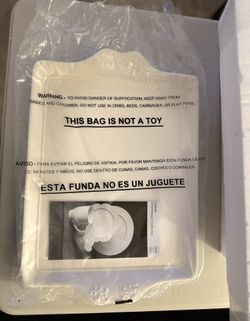 WARNING - TO AVOID DANGER OF SUFFOCATION, KEEP AWAY FROM
BABIES AND CHILDREN. DO NOT USE IN CRIBS, BEDS, CARRIAGES, OR PLAY PENS.
THIS BAG IS NOT A TOY
AVISO - PARA EVITAR EL PELIGRO DE ASFIXIA, POR FAVOR MANTENGA ESTA FUNDA LEJOS
DE INFANTES Y NIÑOS. NO USE DENTRO DE CUNAS, CAMAS, COCHES O CORRALES.
ESTA FUNDA NO ES UN JUGUETE